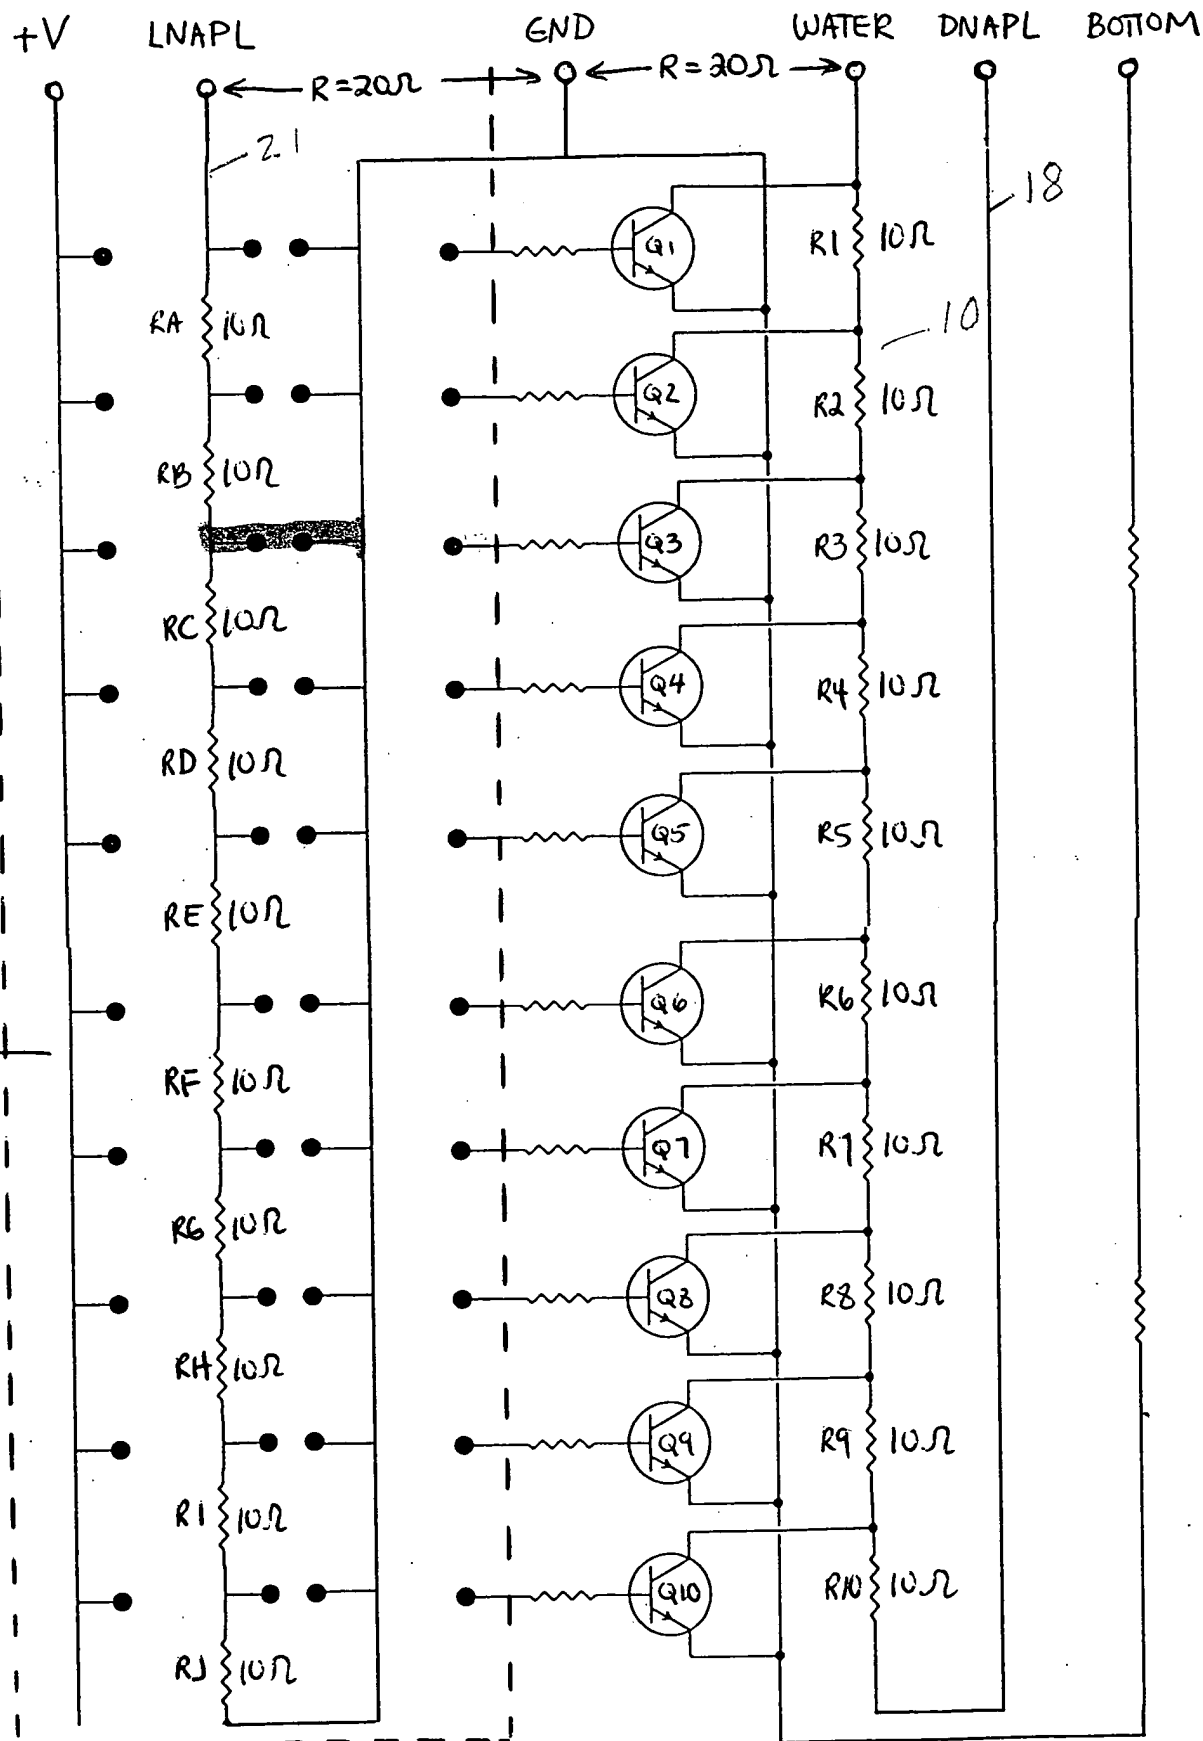 +V LNAPL GND WATER DNAPL BOTTOM
R=20Ω R=20Ω
21
18
Q1 R1 10Ω
10
RA 10Ω
Q2 R2 10Ω
RB 10Ω
Q3 R3 10Ω
RC 10Ω
Q4 R4 10Ω
RD 10Ω
Q5 R5 10Ω
RE 10Ω
Q6 R6 10Ω
RF 10Ω
Q7 R7 10Ω
RG 10Ω
Q8 R8 10Ω
RH 10Ω
Q9 R9 10Ω
RI 10Ω
Q10 R10 10Ω
RJ 10Ω